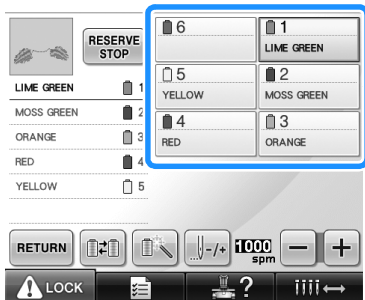 RESERVE
STOP
LIME GREEN 1
MOSS GREEN 2
ORANGE 3
RED 4
YELLOW 5
6
1
LIME GREEN
5
YELLOW
2
MOSS GREEN
4
RED
3
ORANGE
RETURN
-/+
1000
spm
− +
LOCK
?